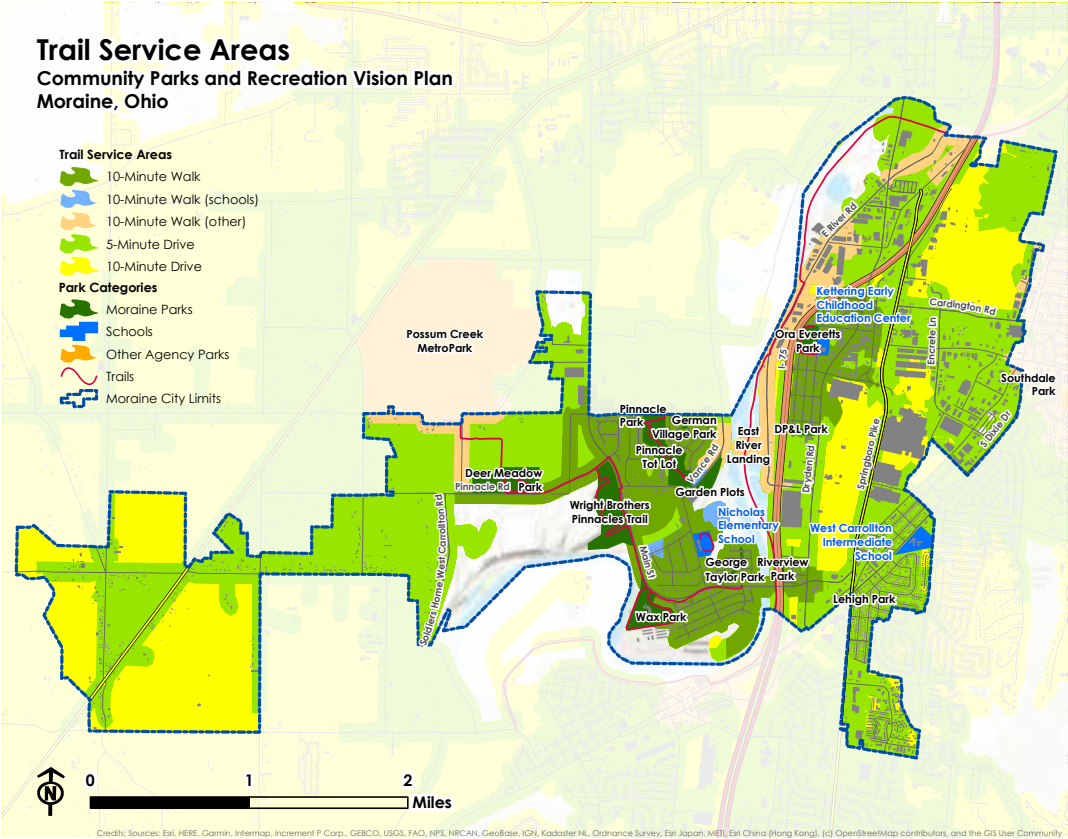 Trail Service Areas
Community Parks and Recreation Vision Plan
Moraine, Ohio
Trail Service Areas
10-Minute Walk
10-Minute Walk (schools)
10-Minute Walk (other)
5-Minute Drive
10-Minute Drive
Park Categories
Moraine Parks
Schools
Other Agency Parks
Trails
Moraine City Limits
E River Rd
Kettering Early
Childhood
Education Center
Cardington Rd
Ora Everetts
Park
Possum Creek
MetroPark
I-75
Encrete Ln
Southdale
Park
S Dixie Dr
Pinnacle
Park
German
Village Park
East
River
Landing
DP&L Park
Pinnacle
Tot Lot
Vance Rd
Dryden Rd
Springboro Pike
Deer Meadow
Park
Pinnacle Rd
Garden Plots
Wright Brothers
Pinnacles Trail
Nicholas
Elementary
School
West Carrollton
Intermediate
School
Soldiers Home West Carrollton Rd
Main St
George
Taylor Park
Riverview
Park
Lehigh Park
Wax Park
N
0
1
2
Miles
Credits: Sources: Esri, HERE, Garmin, Intermap, increment P Corp., GEBCO, USGS, FAO, NPS, NRCAN, GeoBase, IGN, Kadaster NL, Ordnance Survey, Esri Japan, METI, Esri China (Hong Kong), (c) OpenStreetMap contributors, and the GIS User Community